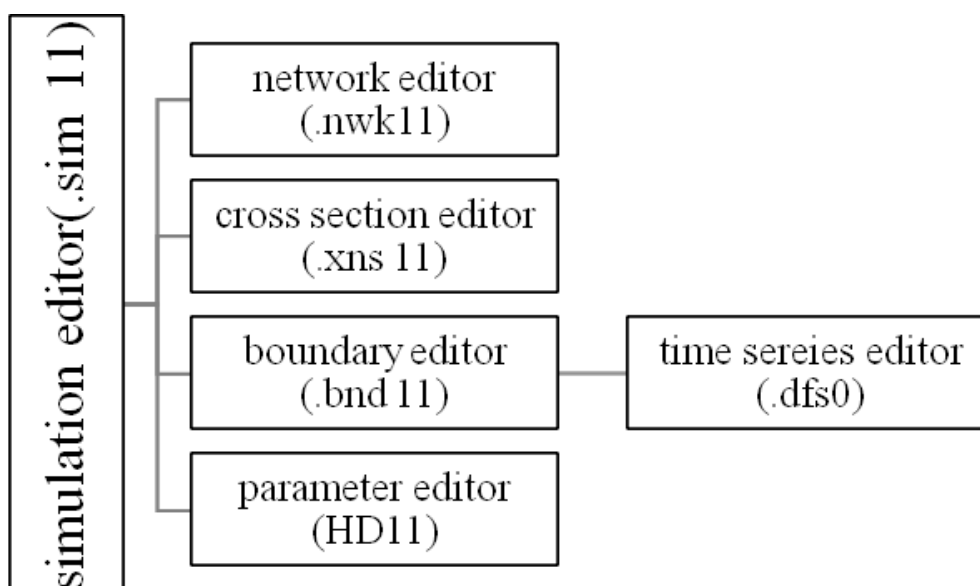 simulation editor(.sim 11)
network editor
(.nwk11)
cross section editor
(.xns 11)
boundary editor
(.bnd 11)
time sereies editor
(.dfs0)
parameter editor
(HD11)